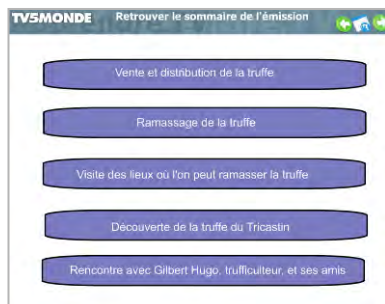 TV5MONDE Retrouver le sommaire de l'émission
Vente et distribution de la truffe
Ramassage de la truffe
Visite des lieux où l'on peut ramasser la truffe
Découverte de la truffe du Tricastin
Rencontre avec Gilbert Hugo, trufficulteur, et ses amis